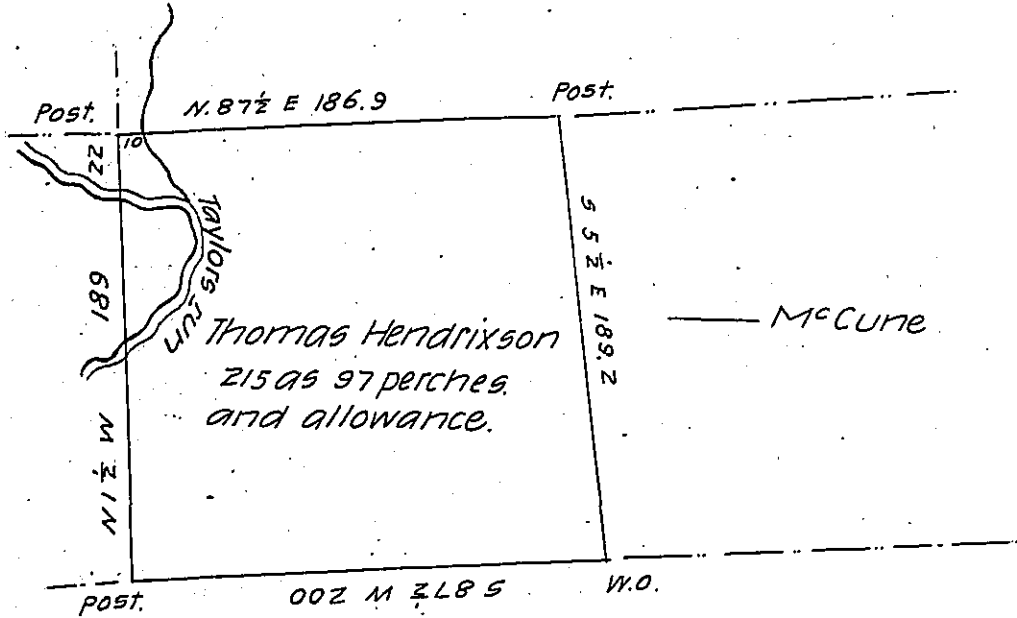 Post.
N. 87½ E 186.9
Post.
10
22
Taylors run
S 5½ E 189.2
N 1½ W 189
Thomas Hendrixson
215 as 97 perches.
and allowance.
McCune
Post.
S 87½ W 200
W.O.